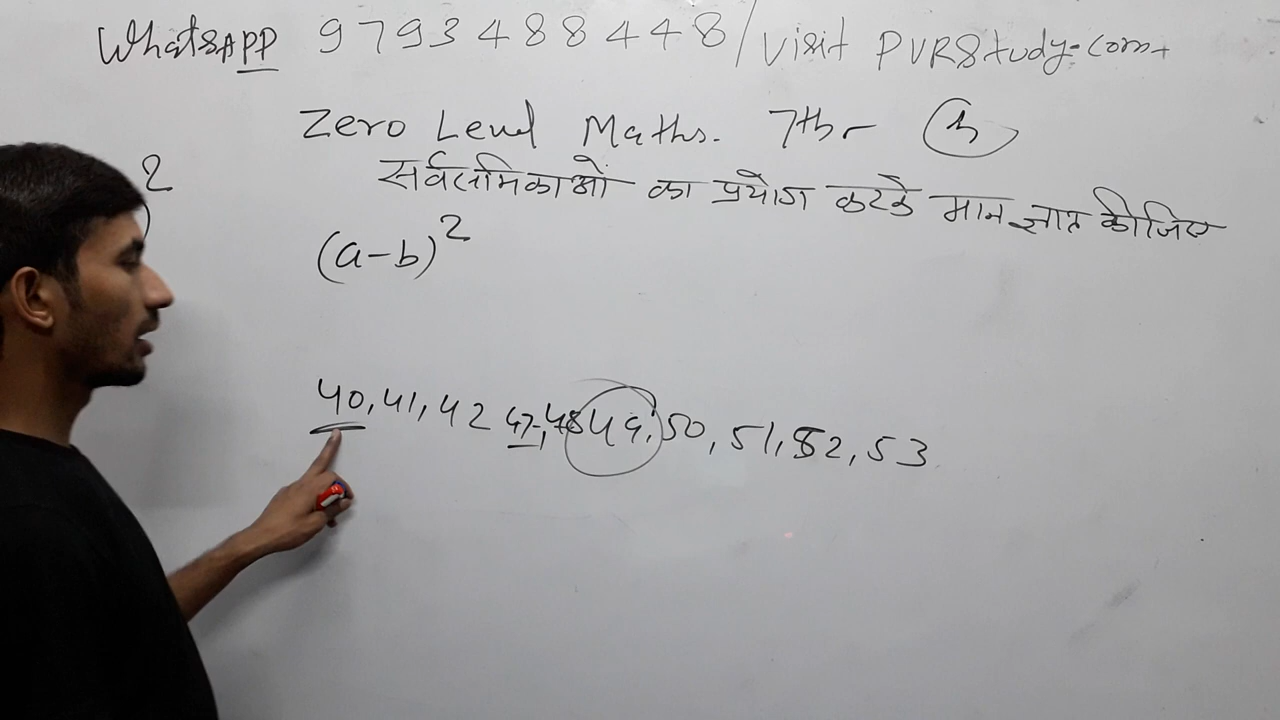 WhatsAPP 9793488448/Visit PVRStudy.com
Zero Level Maths. 7th-
2
सर्वसमिकाओं का प्रयोग करके मान ज्ञात कीजिए
(a-b)²
40,41,42 47,48 49,50,51,52,53